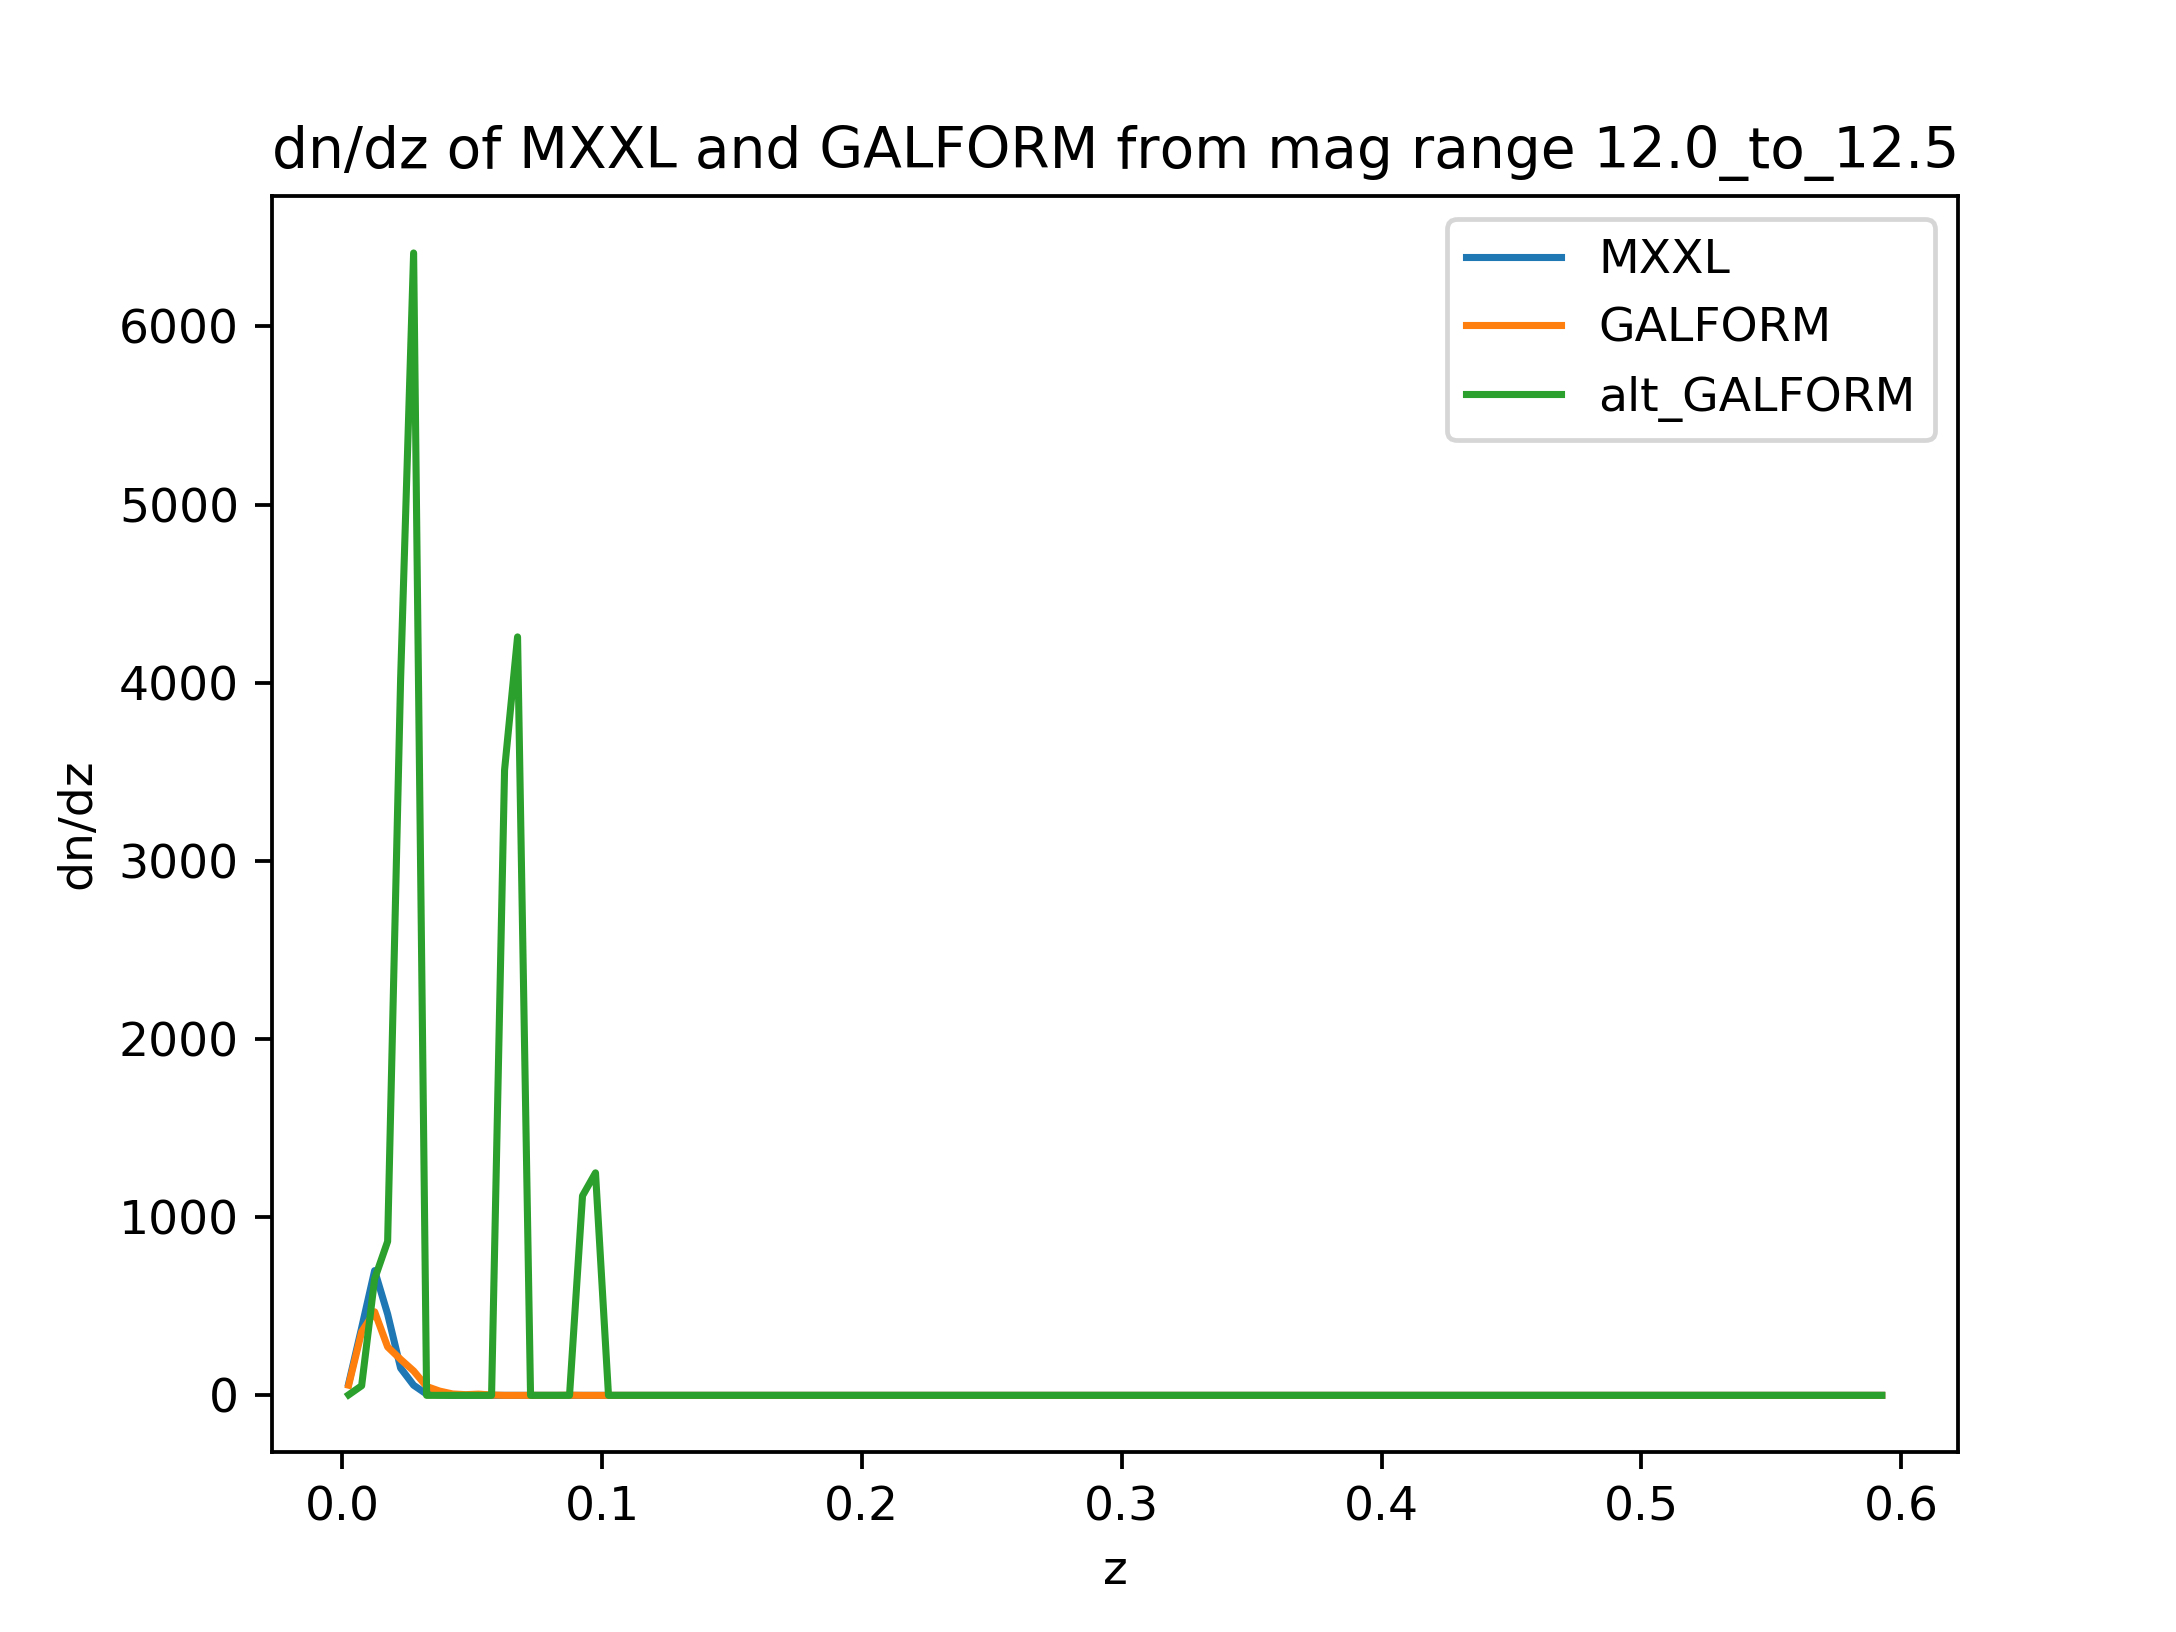 dn/dz of MXXL and GALFORM from mag range 12.0_to_12.5
MXXL
GALFORM
alt_GALFORM
6000
5000
4000
3000
2000
1000
0
dn/dz
0.0 0.1 0.2 0.3 0.4 0.5 0.6
z